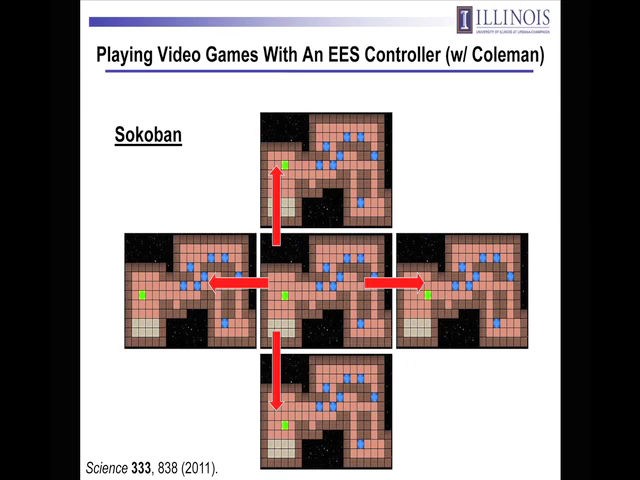 ILLINOIS
UNIVERSITY OF ILLINOIS AT URBANA-CHAMPAIGN
Playing Video Games With An EES Controller (w/ Coleman)
Sokoban
Science 333, 838 (2011).